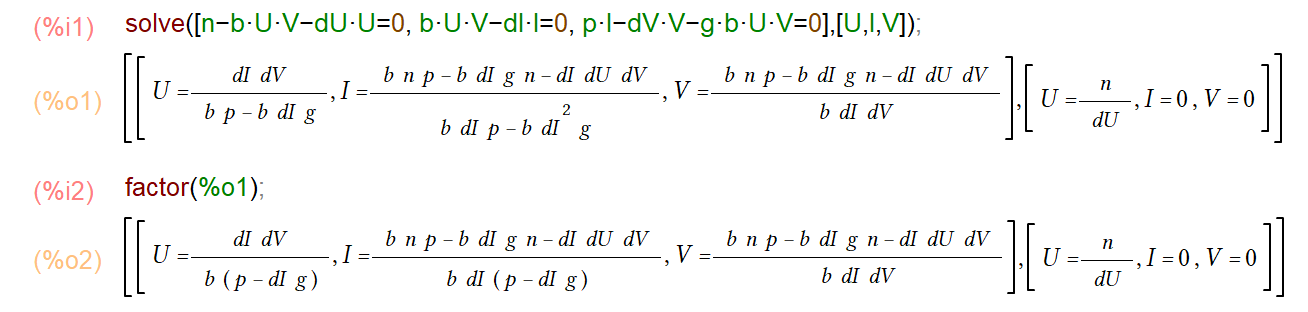 (%i1) solve([n−b·U·V−dU·U=0, b·U·V−dI·I=0, p·I−dV·V−g·b·U·V=0],[U,I,V]);
(%o1) [[U = dI dV / (b p − b dI g), I = (b n p − b dI g n − dI dU dV) / (b dI p − b dI² g), V = (b n p − b dI g n − dI dU dV) / (b dI dV)], [U = n / dU, I = 0, V = 0]]
(%i2) factor(%o1);
(%o2) [[U = dI dV / (b (p − dI g)), I = (b n p − b dI g n − dI dU dV) / (b dI (p − dI g)), V = (b n p − b dI g n − dI dU dV) / (b dI dV)], [U = n / dU, I = 0, V = 0]]